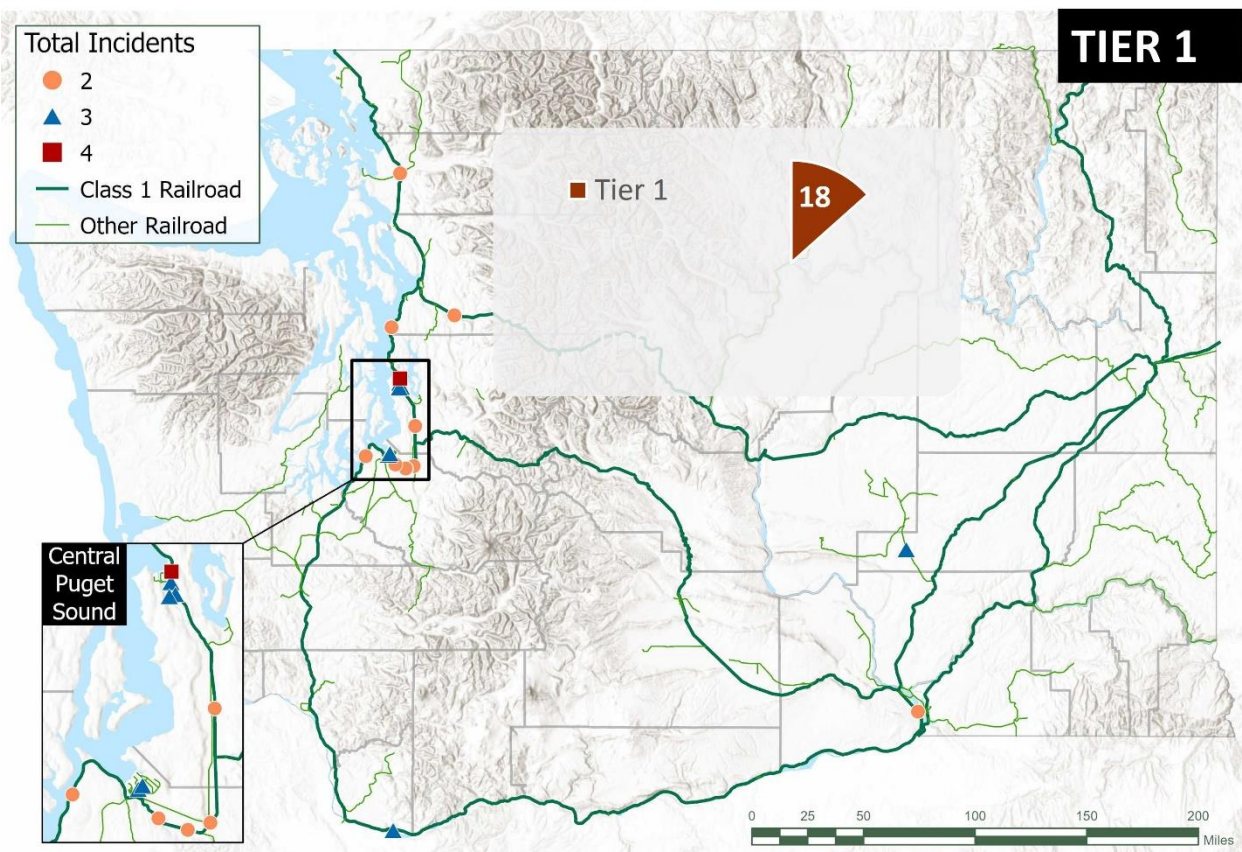 Total Incidents
2
3
4
Class 1 Railroad
Other Railroad
TIER 1
Tier 1
18
Central
Puget
Sound
0 25 50 100 150 200
Miles